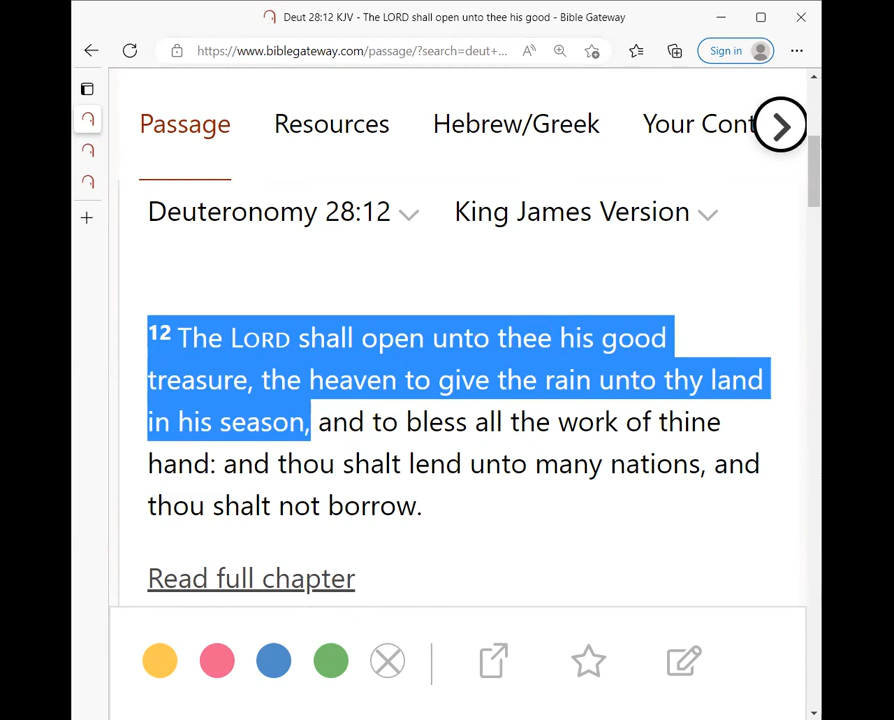 Deut 28:12 KJV - The LORD shall open unto thee his good - Bible Gateway
https://www.biblegateway.com/passage/?search=deut+...
Sign in
Passage Resources Hebrew/Greek Your Cont
Deuteronomy 28:12 King James Version
12 The LORD shall open unto thee his good
treasure, the heaven to give the rain unto thy land
in his season, and to bless all the work of thine
hand: and thou shalt lend unto many nations, and
thou shalt not borrow.
Read full chapter